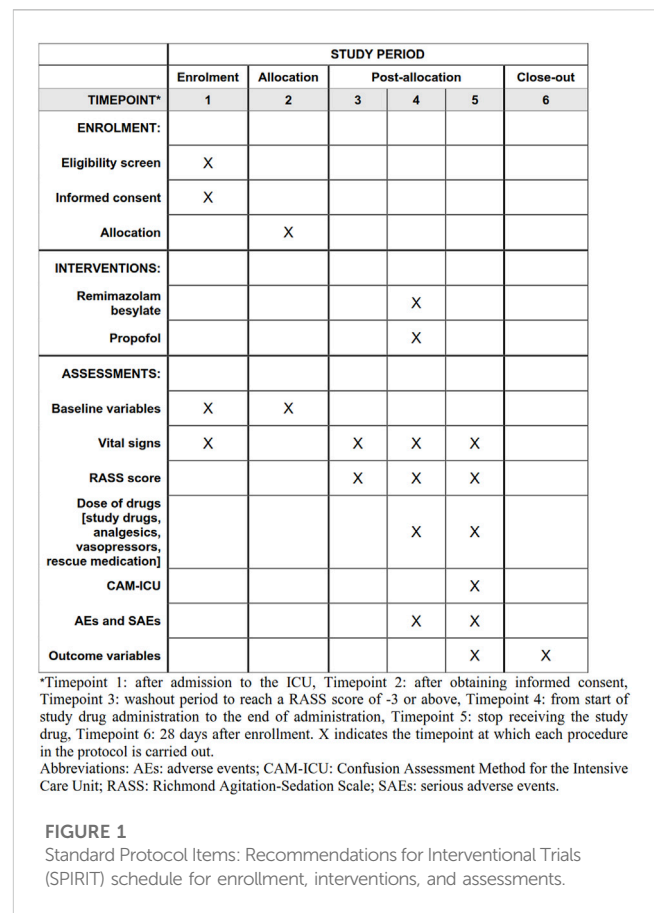 STUDY PERIOD
Enrolment Allocation Post-allocation Close-out
TIMEPOINT* 1 2 3 4 5 6
ENROLMENT:
Eligibility screen X
Informed consent X
Allocation X
INTERVENTIONS:
Remimazolam
besylate X
Propofol X
ASSESSMENTS:
Baseline variables X X
Vital signs X X X X
RASS score X X X
Dose of drugs
[study drugs,
analgesics, X X
vasopressors,
rescue medication]
CAM-ICU X
AEs and SAEs X X
Outcome variables X X
*Timepoint 1: after admission to the ICU, Timepoint 2: after obtaining informed consent,
Timepoint 3: washout period to reach a RASS score of -3 or above, Timepoint 4: from start of
study drug administration to the end of administration, Timepoint 5: stop receiving the study
drug, Timepoint 6: 28 days after enrollment. X indicates the timepoint at which each procedure
in the protocol is carried out.
Abbreviations: AEs: adverse events; CAM-ICU: Confusion Assessment Method for the Intensive
Care Unit; RASS: Richmond Agitation-Sedation Scale; SAEs: serious adverse events.
FIGURE 1
Standard Protocol Items: Recommendations for Interventional Trials
(SPIRIT) schedule for enrollment, interventions, and assessments.